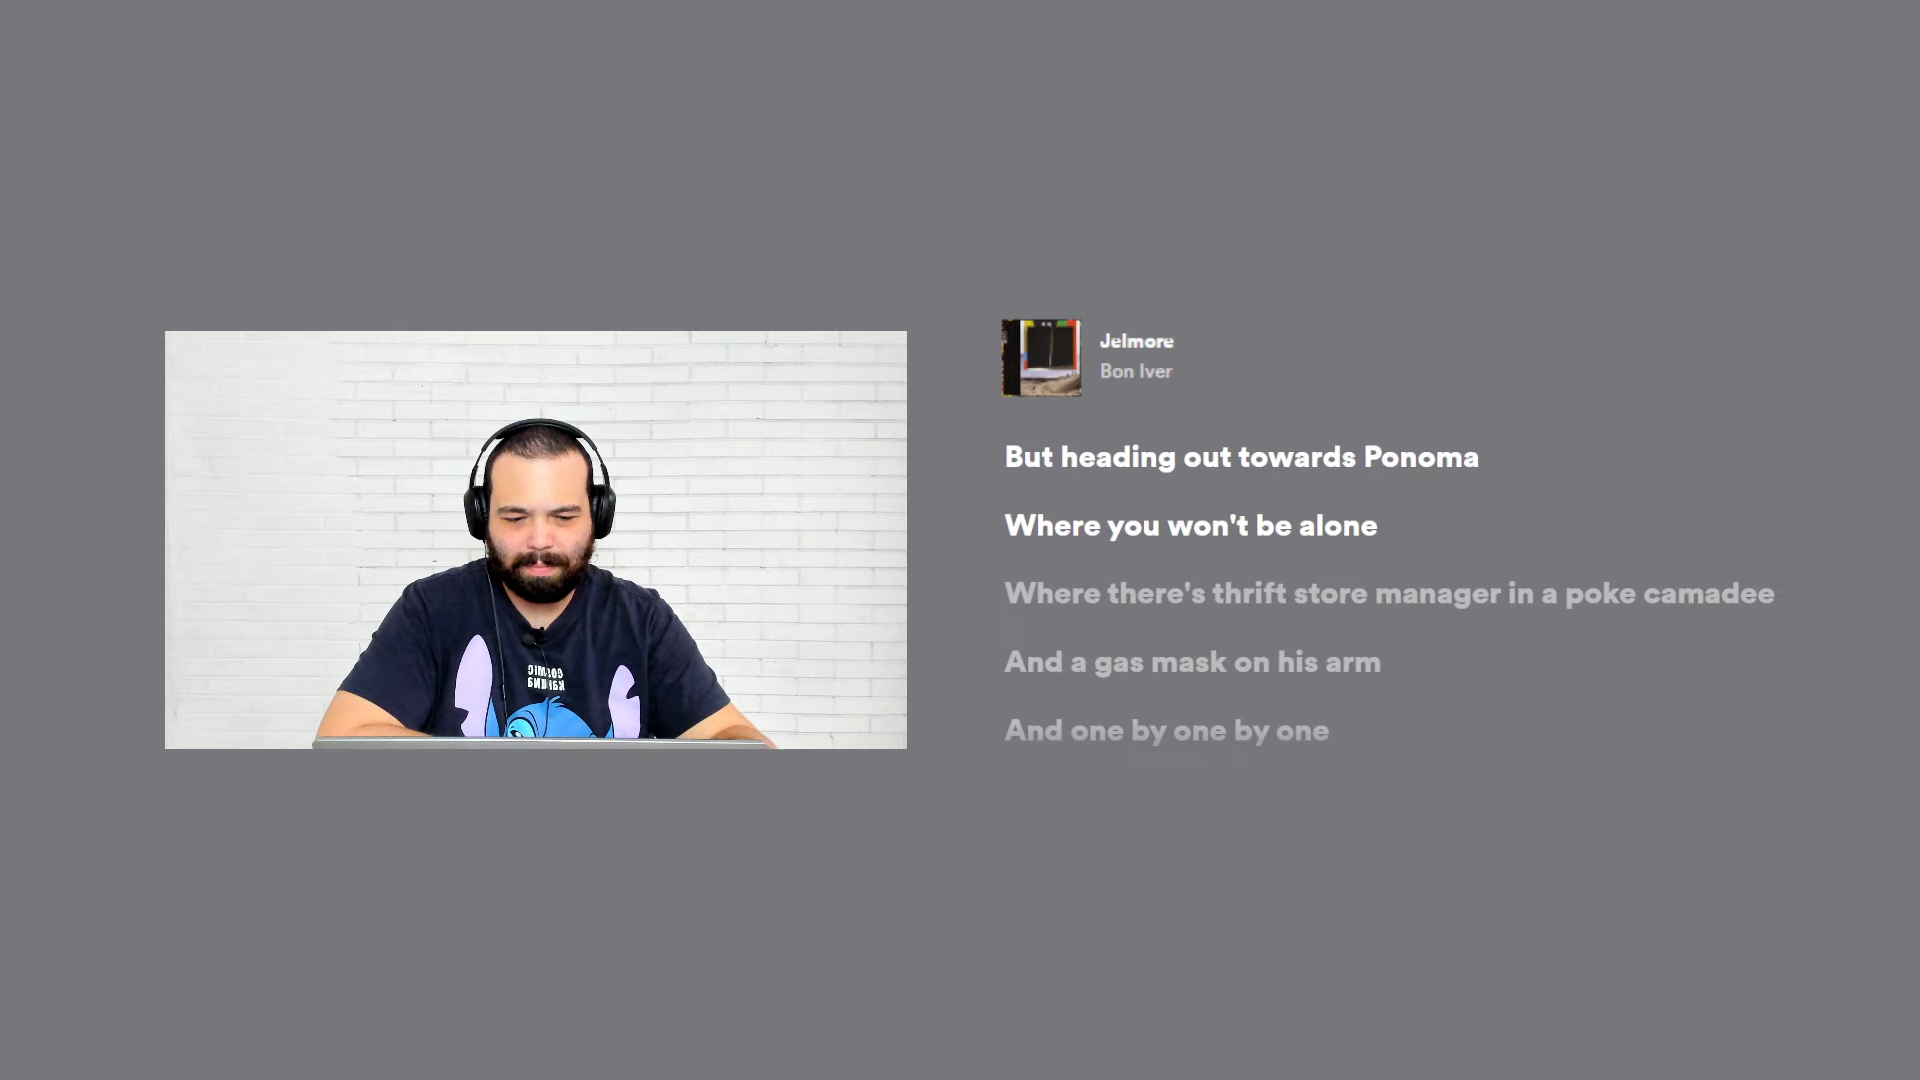 Jelmore
Bon Iver
But heading out towards Ponoma
Where you won't be alone
Where there's thrift store manager in a poke camadee
And a gas mask on his arm
And one by one by one